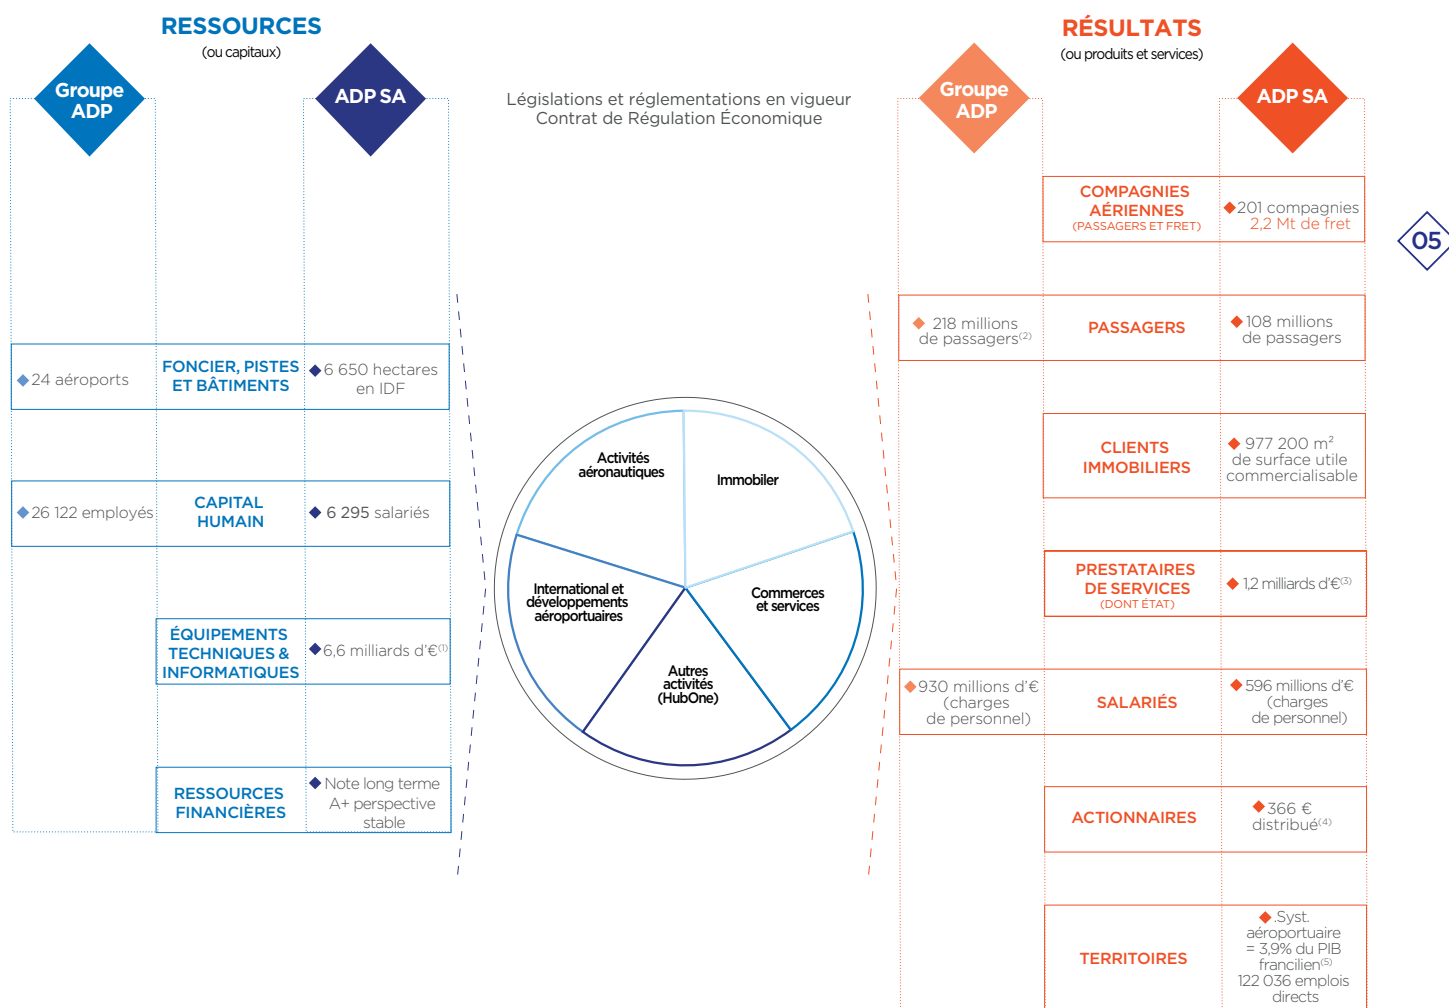 RESSOURCES
(ou capitaux)
Groupe
ADP
ADP SA
Législations et réglementations en vigueur
Contrat de Régulation Économique
RÉSULTATS
(ou produits et services)
Groupe
ADP
ADP SA
05
24 aéroports
FONCIER, PISTES
ET BÂTIMENTS
6 650 hectares
en IDF
26 122 employés
CAPITAL
HUMAIN
6 295 salariés
ÉQUIPEMENTS
TECHNIQUES &
INFORMATIQUES
6,6 milliards d'€(1)
RESSOURCES
FINANCIÈRES
Note long terme
A+ perspective
stable
Activités
aéronautiques
Immobiler
International et
développements
aéroportuaires
Commerces
et services
Autres
activités
(HubOne)
COMPAGNIES
AÉRIENNES
(PASSAGERS ET FRET)
201 compagnies
2,2 Mt de fret
218 millions
de passagers(2)
PASSAGERS
108 millions
de passagers
CLIENTS
IMMOBILIERS
977 200 m²
de surface utile
commercialisable
PRESTATAIRES
DE SERVICES
(DONT ÉTAT)
1,2 milliards d'€(3)
930 millions d'€
(charges
de personnel)
SALARIÉS
596 millions d'€
(charges
de personnel)
ACTIONNAIRES
366 €
distribué(4)
TERRITOIRES
.Syst.
aéroportuaire
= 3,9% du PIB
francilien(5)
122 036 emplois
directs